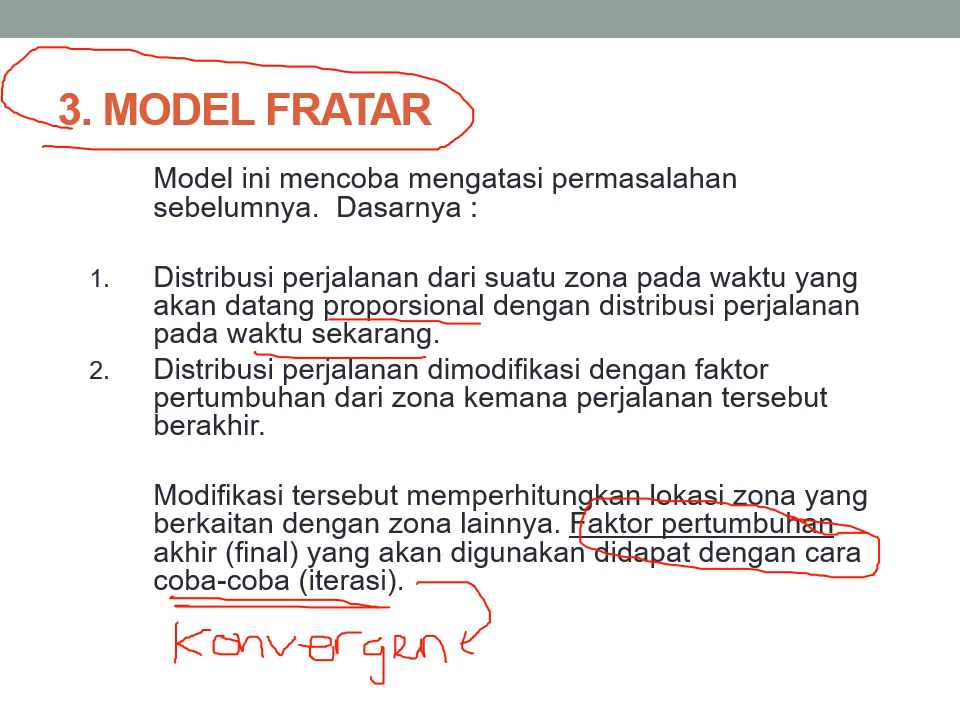 3. MODEL FRATAR
Model ini mencoba mengatasi permasalahan
sebelumnya.  Dasarnya :
1. Distribusi perjalanan dari suatu zona pada waktu yang
akan datang proporsional dengan distribusi perjalanan
pada waktu sekarang.
2. Distribusi perjalanan dimodifikasi dengan faktor
pertumbuhan dari zona kemana perjalanan tersebut
berakhir.
Modifikasi tersebut memperhitungkan lokasi zona yang
berkaitan dengan zona lainnya. Faktor pertumbuhan
akhir (final) yang akan digunakan didapat dengan cara
coba-coba (iterasi).
Konvergen